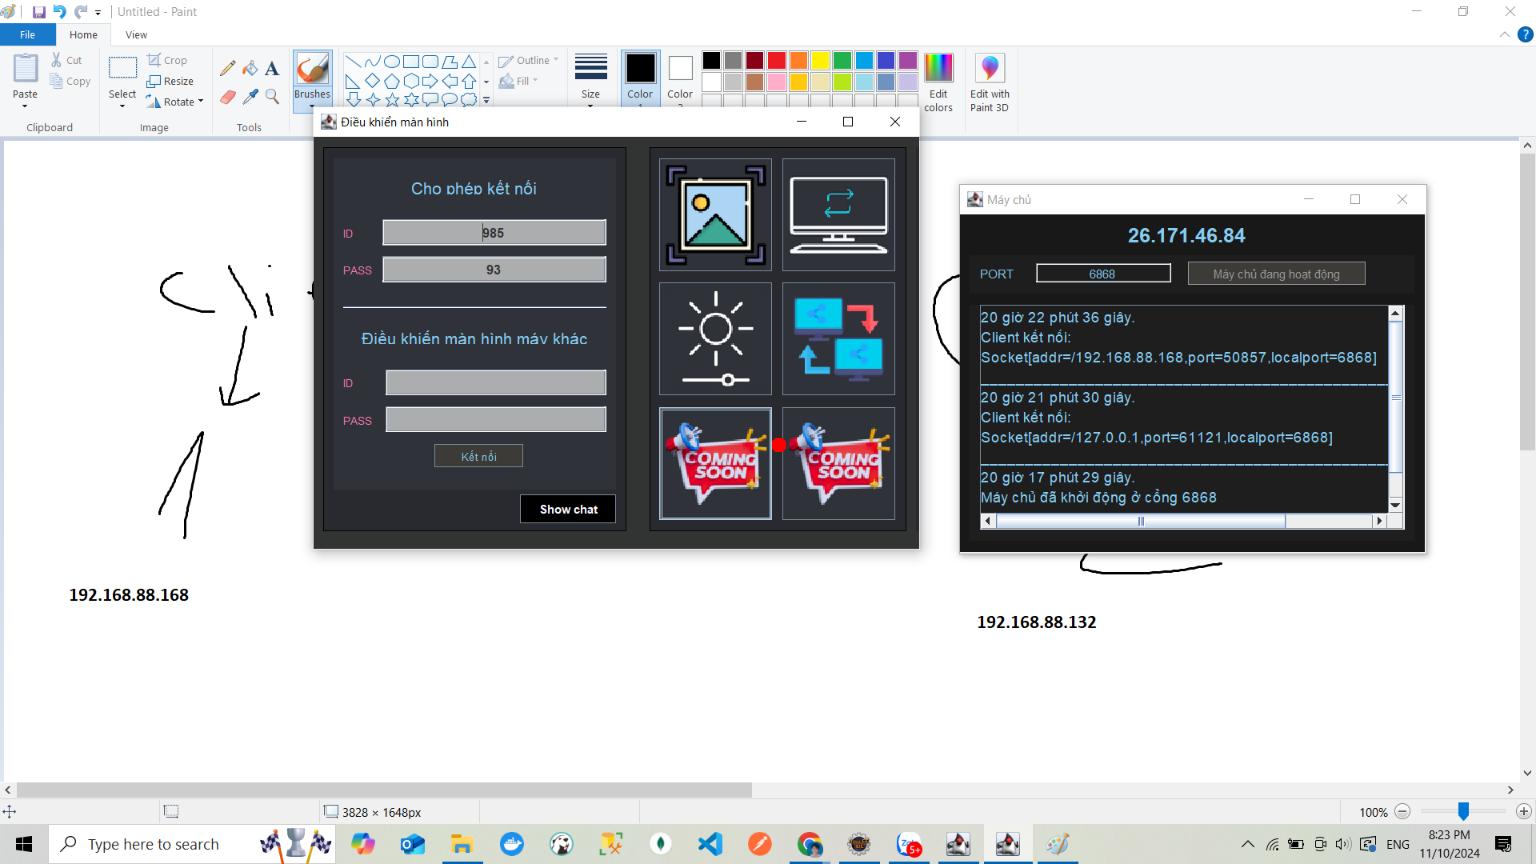 Untitled - Paint
File
Home
View
Paste
Cut
Copy
Clipboard
Select
Crop
Resize
Rotate
Image
A
Tools
Brushes
Outline
Fill
Size
Color
Color
Edit
colors
Edit with
Paint 3D
Điều khiển màn hình
Cho phép kết nối
ID
985
PASS
93
Điều khiển màn hình máy khác
ID
PASS
Kết nối
Show chat
COMING
SOON
COMING
SOON
Máy chủ
26.171.46.84
PORT
6868
Máy chủ đang hoạt động
20 giờ 22 phút 36 giây.
Client kết nối:
Socket[addr=/192.168.88.168,port=50857,localport=6868]
20 giờ 21 phút 30 giây.
Client kết nối:
Socket[addr=/127.0.0.1,port=61121,localport=6868]
20 giờ 17 phút 29 giây.
Máy chủ đã khởi động ở cổng 6868
1
192.168.88.168
192.168.88.132
3828 × 1648px
100%
Type here to search
5+
ENG
8:23 PM
11/10/2024